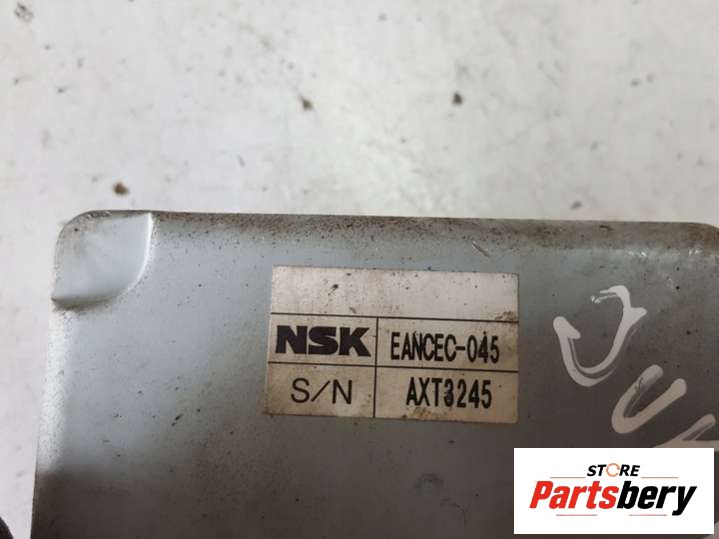 NSK EANCEC-045
S/N AXT3245
STORE
Partsbery